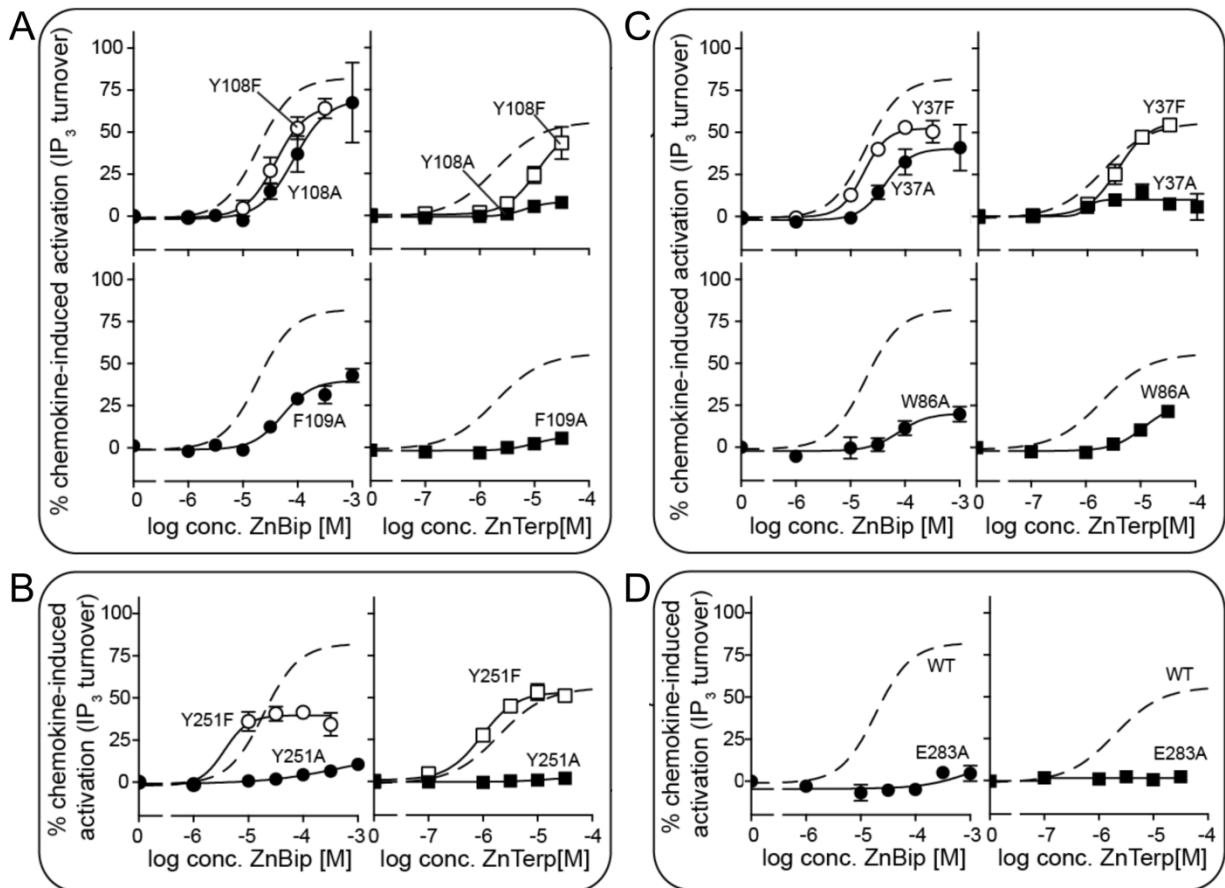 A
% chemokine-induced activation (IP3 turnover)
100
75
50
25
0
Y108F
Y108A
Y108F
Y108A
100
75
50
25
0
F109A
F109A
0 -6 -5 -4 -3
log conc. ZnBip [M]
0 -7 -6 -5 -4
log conc. ZnTerp[M]
C
% chemokine-induced activation (IP3 turnover)
100
75
50
25
0
Y37F
Y37A
Y37F
Y37A
100
75
50
25
0
W86A
W86A
0 -6 -5 -4 -3
log conc. ZnBip [M]
0 -7 -6 -5 -4
log conc. ZnTerp[M]
B
% chemokine-induced
activation (IP3 turnover)
100
75
50
25
0
Y251F
Y251A
Y251F
Y251A
0 -6 -5 -4 -3
log conc. ZnBip [M]
0 -7 -6 -5 -4
log conc. ZnTerp[M]
D
% chemokine-induced
activation (IP3 turnover)
100
75
50
25
0
WT
E283A
WT
E283A
0 -6 -5 -4 -3
log conc. ZnBip [M]
0 -7 -6 -5 -4
log conc. ZnTerp[M]